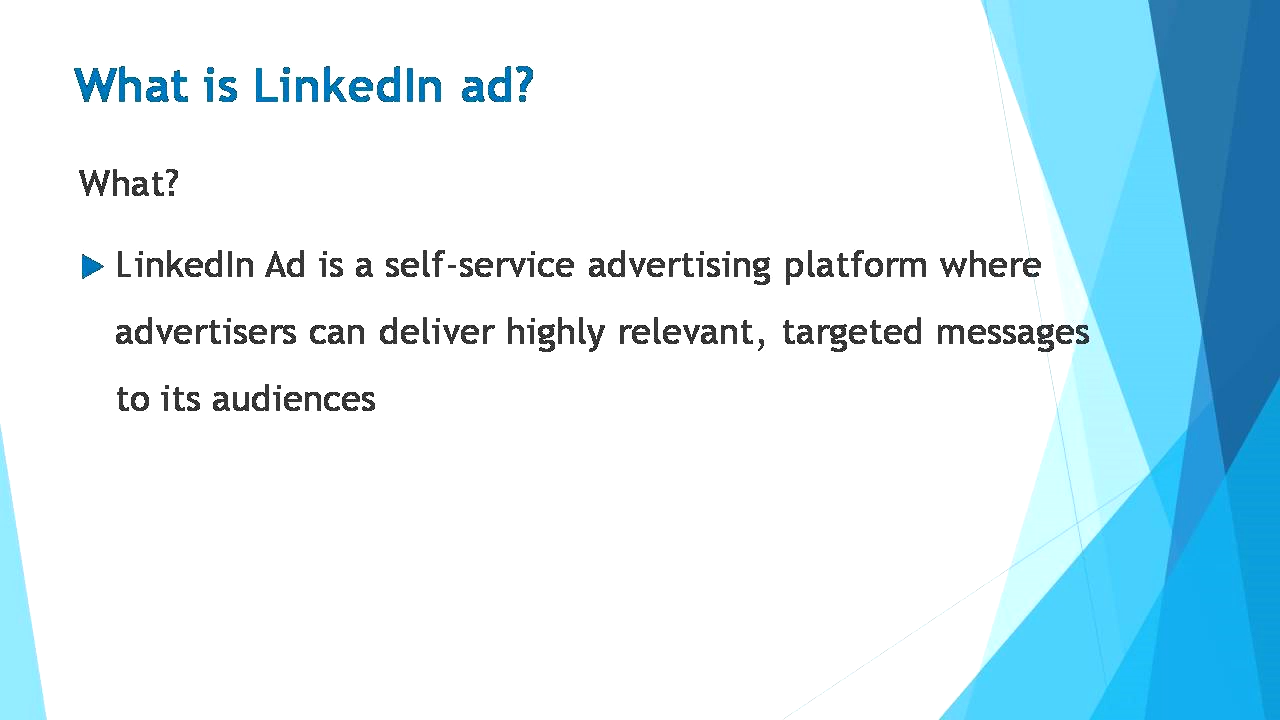 What is LinkedIn ad?
What?
LinkedIn Ad is a self-service advertising platform where
advertisers can deliver highly relevant, targeted messages
to its audiences